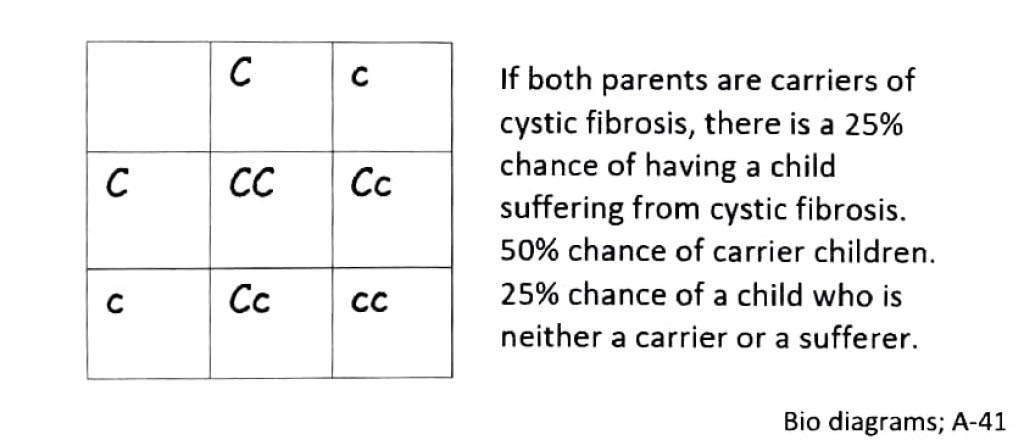 C c
C CC Cc
c Cc cc
If both parents are carriers of
cystic fibrosis, there is a 25%
chance of having a child
suffering from cystic fibrosis.
50% chance of carrier children.
25% chance of a child who is
neither a carrier or a sufferer.
Bio diagrams; A-41